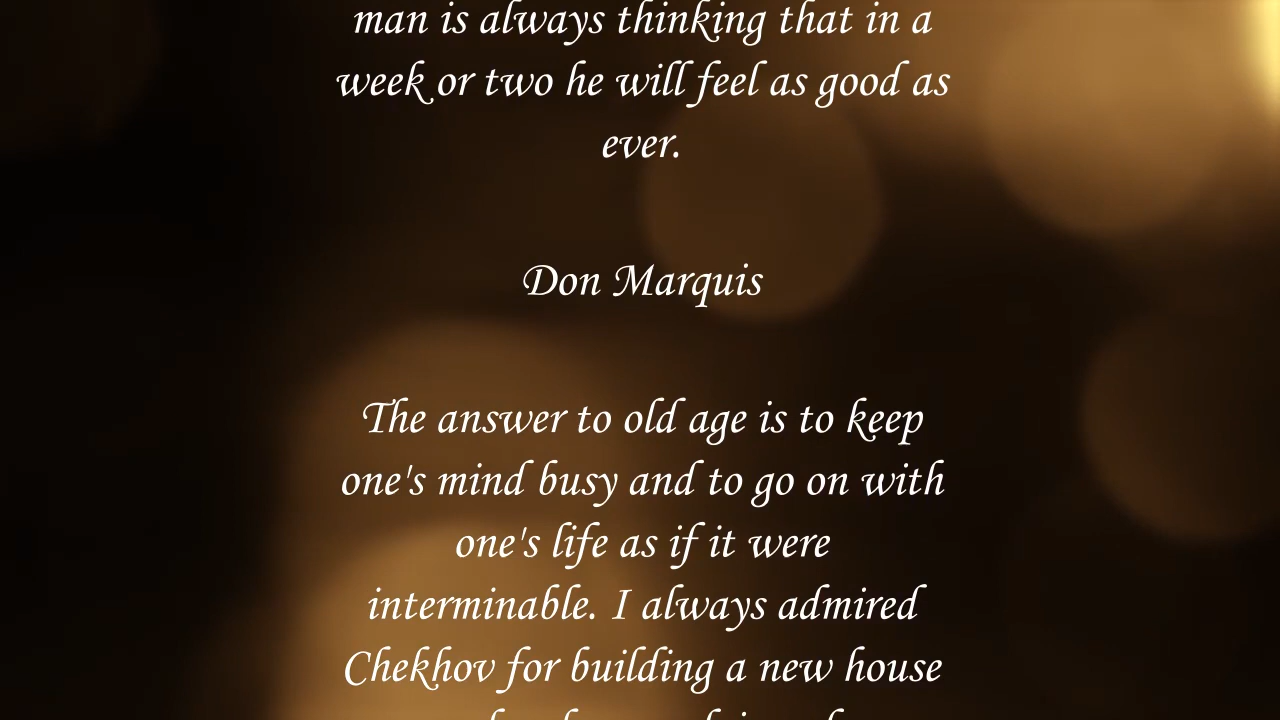 man is always thinking that in a
week or two he will feel as good as
ever.
Don Marquis
The answer to old age is to keep
one's mind busy and to go on with
one's life as if it were
interminable. I always admired
Chekhov for building a new house